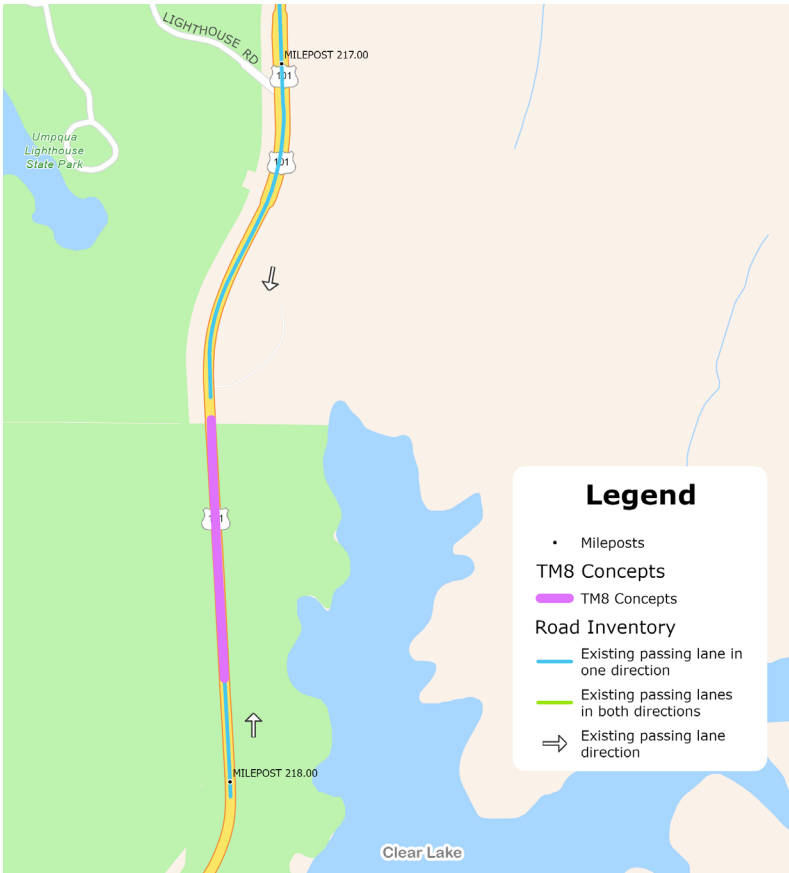 LIGHTHOUSE RD
MILEPOST 217.00
101
101
Umpqua
Lighthouse
State Park
101
MILEPOST 218.00
Clear Lake
Legend
Mileposts
TM8 Concepts
TM8 Concepts
Road Inventory
Existing passing lane in
one direction
Existing passing lanes
in both directions
Existing passing lane
direction